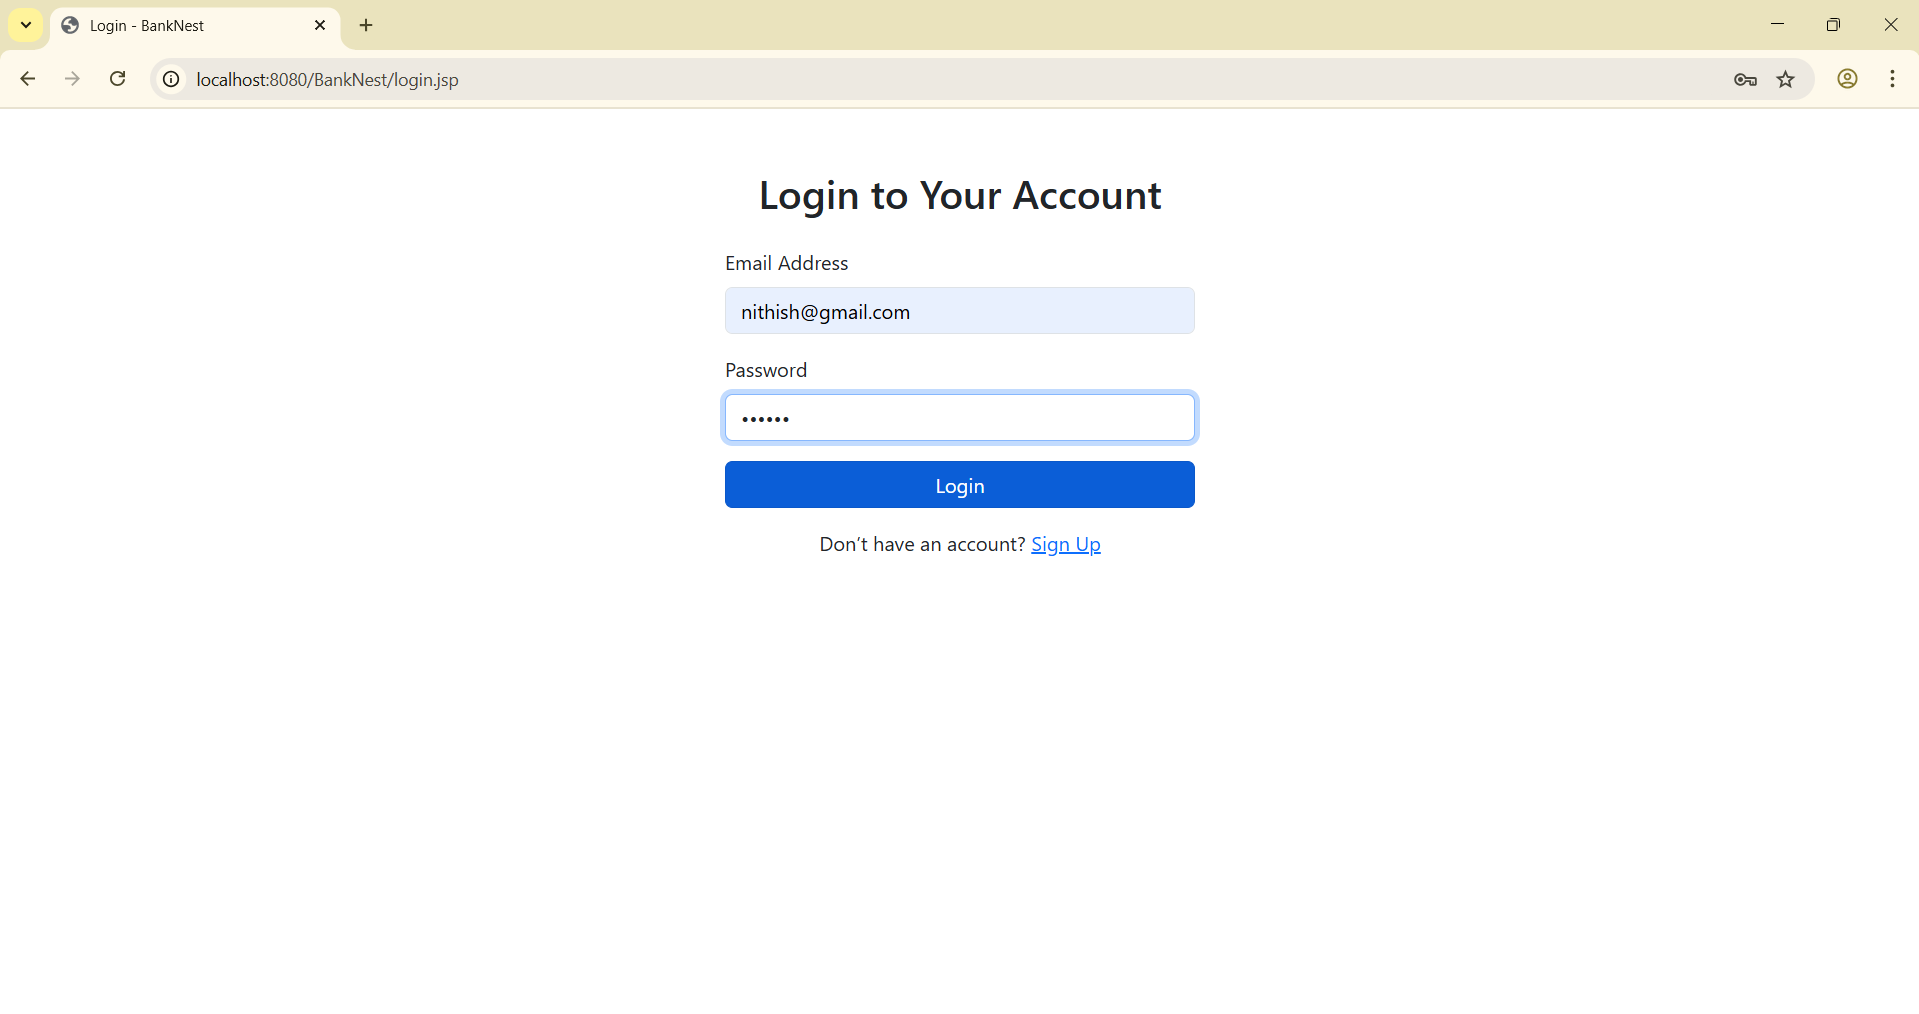 Login - BankNest
localhost:8080/BankNest/login.jsp
Login to Your Account
Email Address
nithish@gmail.com
Password
••••••
Login
Don’t have an account? Sign Up